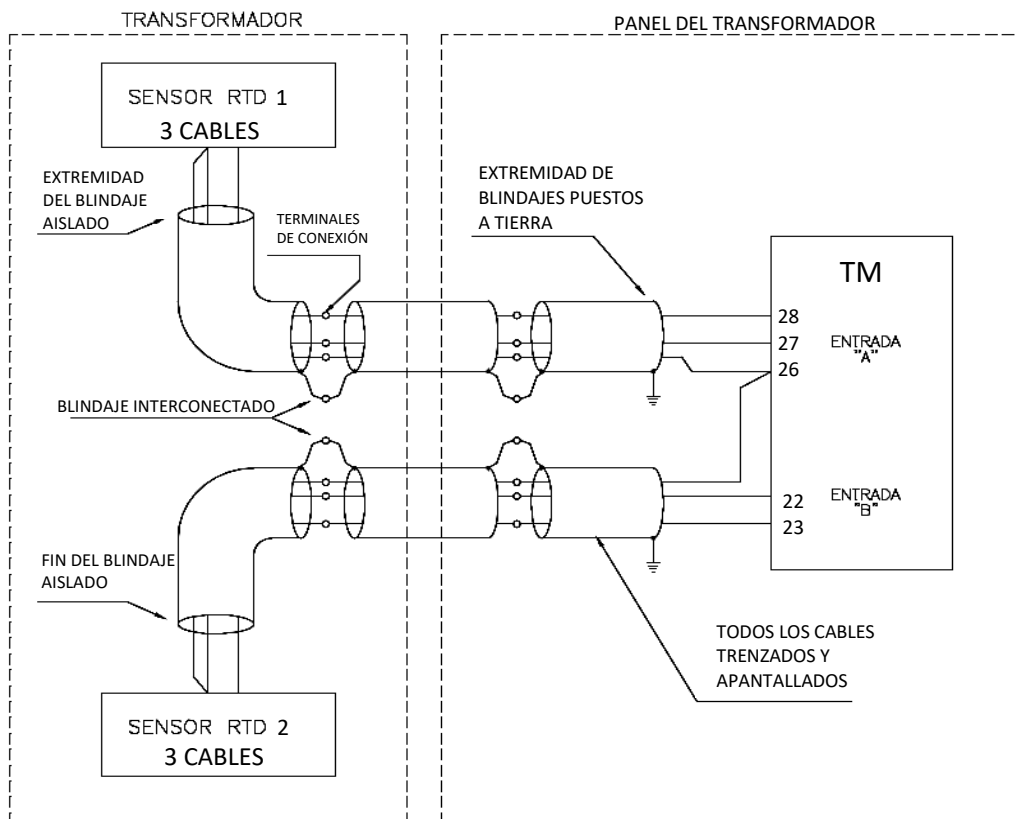 TRANSFORMADOR
PANEL DEL TRANSFORMADOR
SENSOR RTD 1
3 CABLES
EXTREMIDAD
DEL BLINDAJE
AISLADO
TERMINALES
DE CONEXIÓN
EXTREMIDAD DE
BLINDAJES PUESTOS
A TIERRA
TM
28
27
26
ENTRADA
"A"
BLINDAJE INTERCONECTADO
22
23
ENTRADA
"B"
FIN DEL BLINDAJE
AISLADO
TODOS LOS CABLES
TRENZADOS Y
APANTALLADOS
SENSOR RTD 2
3 CABLES